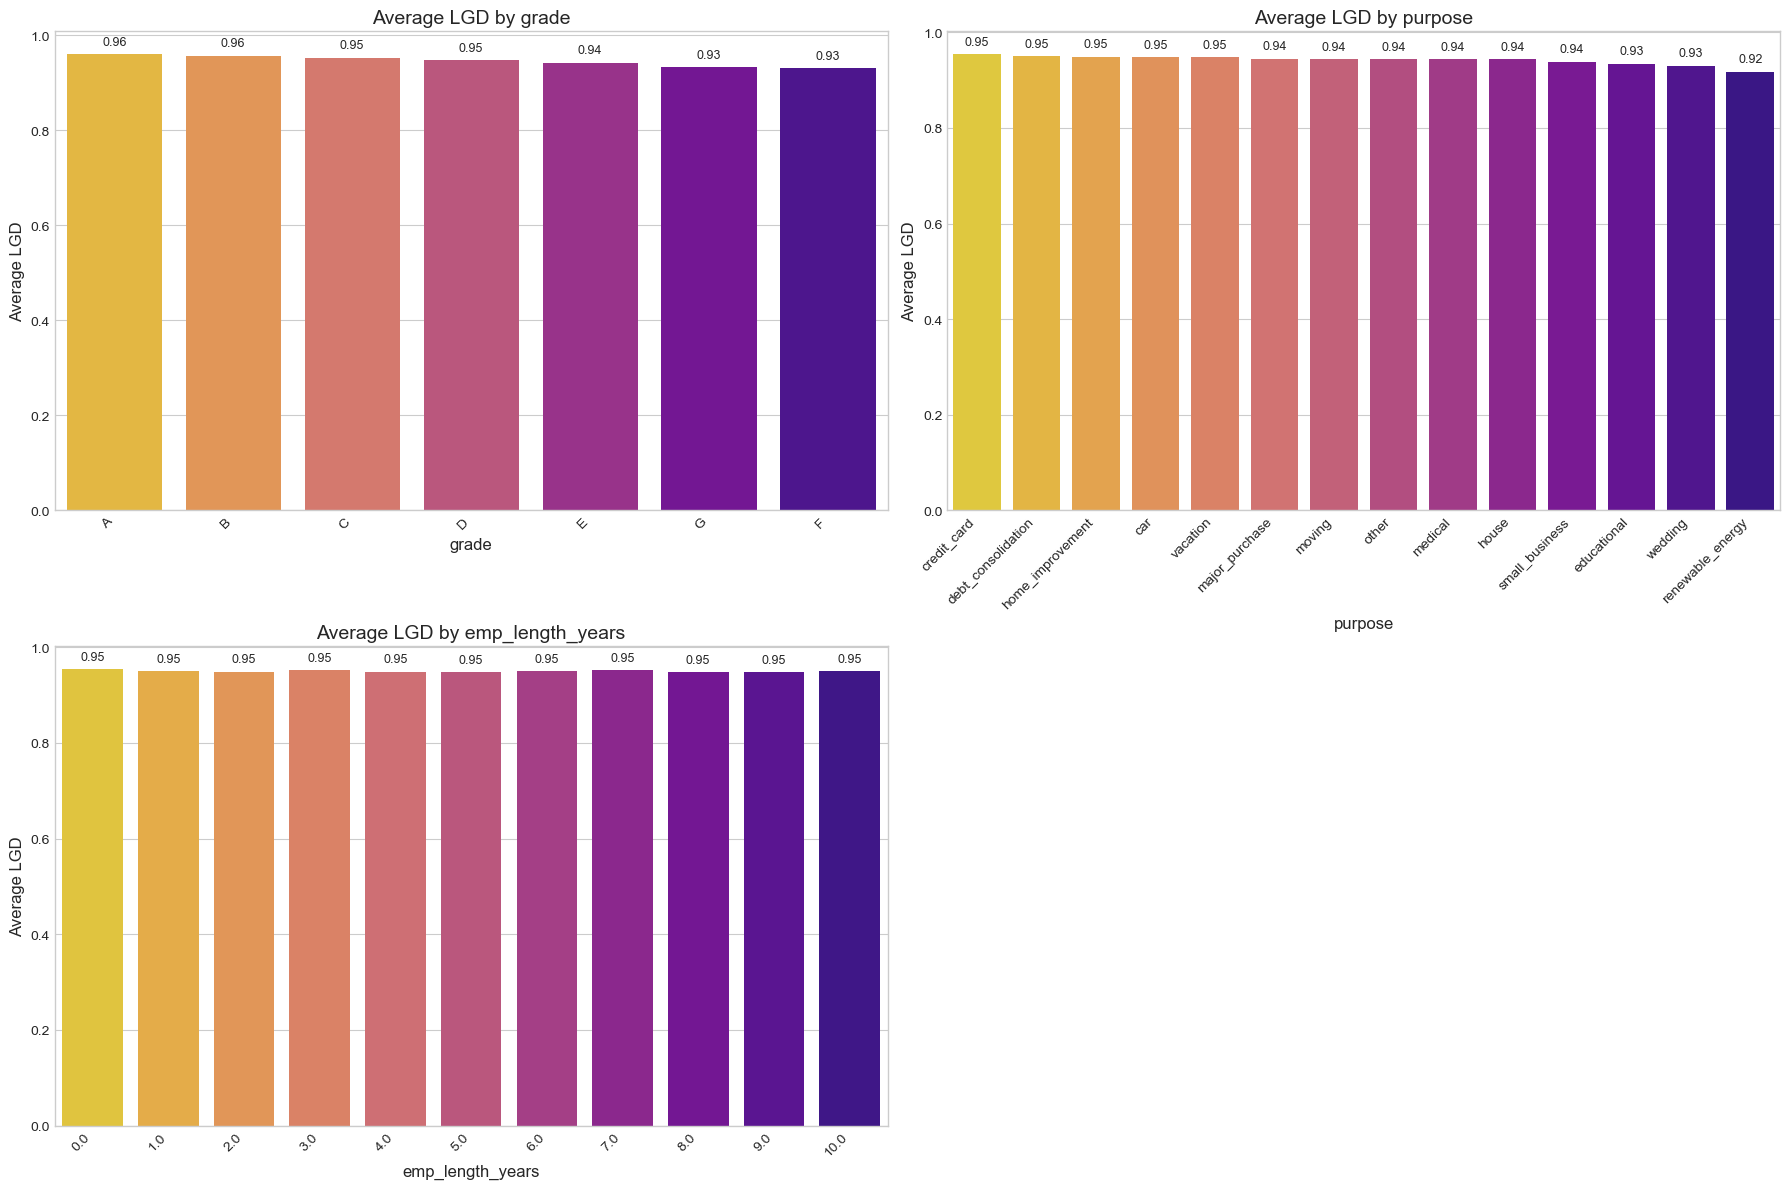 Average LGD by grade
Average LGD
1.0
0.8
0.6
0.4
0.2
0.0
0.96
0.96
0.95
0.95
0.94
0.93
0.93
A
B
C
D
E
G
F
grade
Average LGD by purpose
Average LGD
1.0
0.8
0.6
0.4
0.2
0.0
0.95
0.95
0.95
0.95
0.95
0.94
0.94
0.94
0.94
0.94
0.94
0.93
0.93
0.92
credit_card
debt_consolidation
home_improvement
car
vacation
major_purchase
moving
other
medical
house
small_business
educational
wedding
renewable_energy
purpose
Average LGD by emp_length_years
Average LGD
1.0
0.8
0.6
0.4
0.2
0.0
0.95
0.95
0.95
0.95
0.95
0.95
0.95
0.95
0.95
0.95
0.95
0.0
1.0
2.0
3.0
4.0
5.0
6.0
7.0
8.0
9.0
10.0
emp_length_years